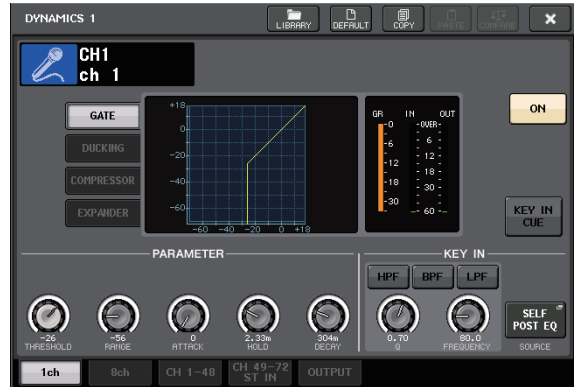 DYNAMICS 1
LIBRARY DEFAULT COPY PASTE COMPARE
CH1
ch 1
GATE
DUCKING
COMPRESSOR
EXPANDER
+18
0
-20
-40
-60
-60 -40 -20 0 +18
GR IN OUT
0 -OVER-
-6 6
-12 12
-18 18
-30 30
60
ON
KEY IN
CUE
PARAMETER
KEY IN
HPF BPF LPF
-26 -56 0 2.33m 304m 0.70 80.0
THRESHOLD RANGE ATTACK HOLD DECAY Q FREQUENCY
SELF
POST EQ
SOURCE
1ch 8ch CH 1-48 CH 49-72
ST IN OUTPUT